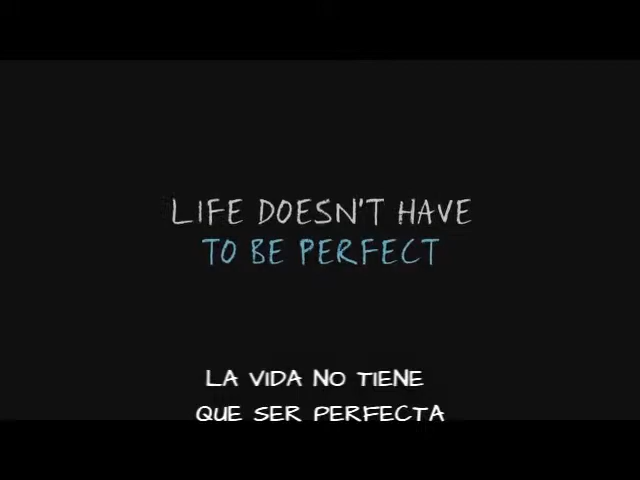 LIFE DOESN'T HAVE
TO BE PERFECT
LA VIDA NO TIENE
QUE SER PERFECTA